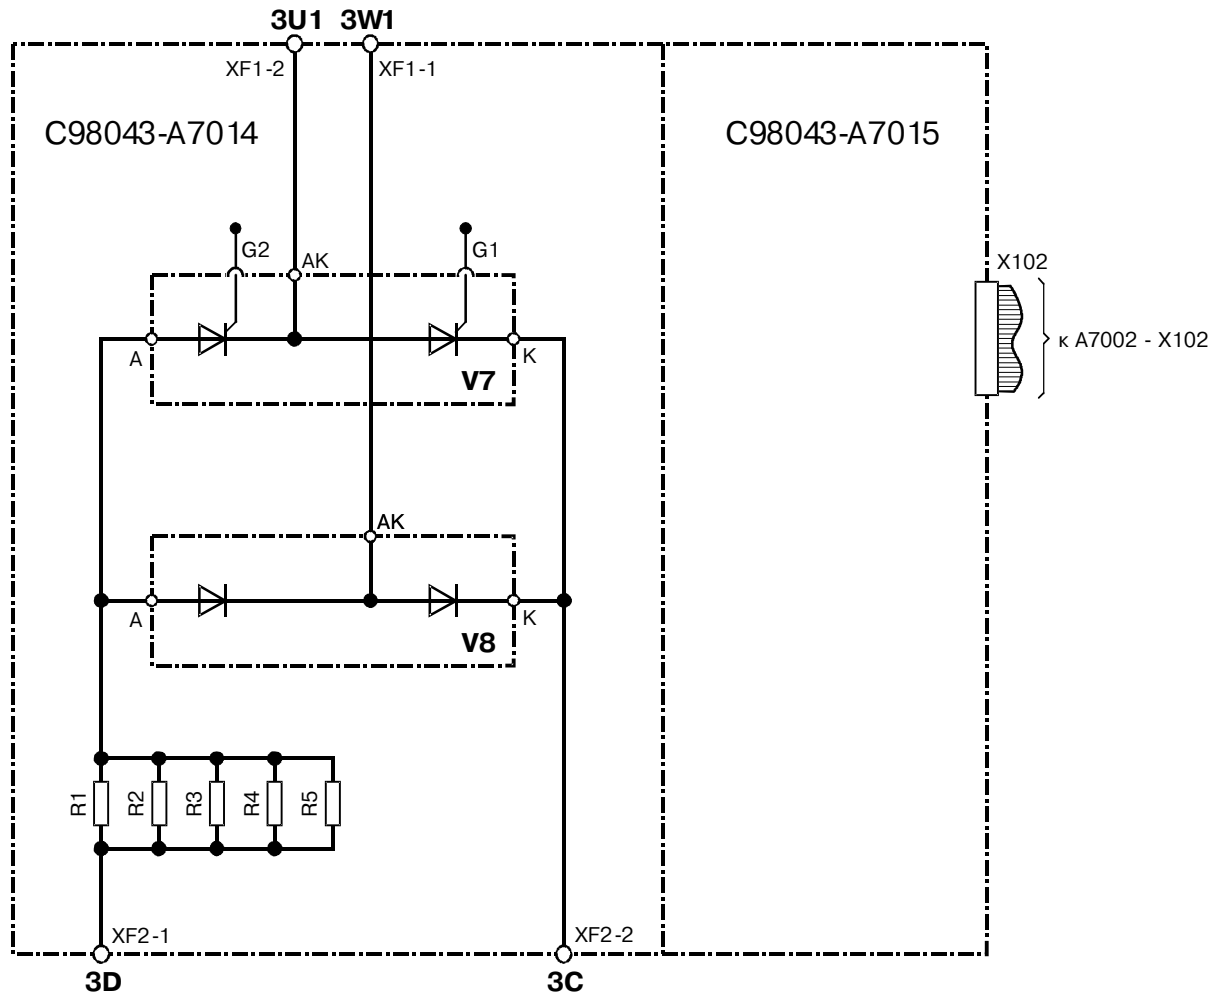 3U1 3W1
XF1-2 XF1-1
C98043-A7014 C98043-A7015
G2 G1
AK
X102
A K
к A7002 - X102
V7
AK
A K
V8
R1 R2 R3 R4 R5
XF2-1 XF2-2
3D 3C